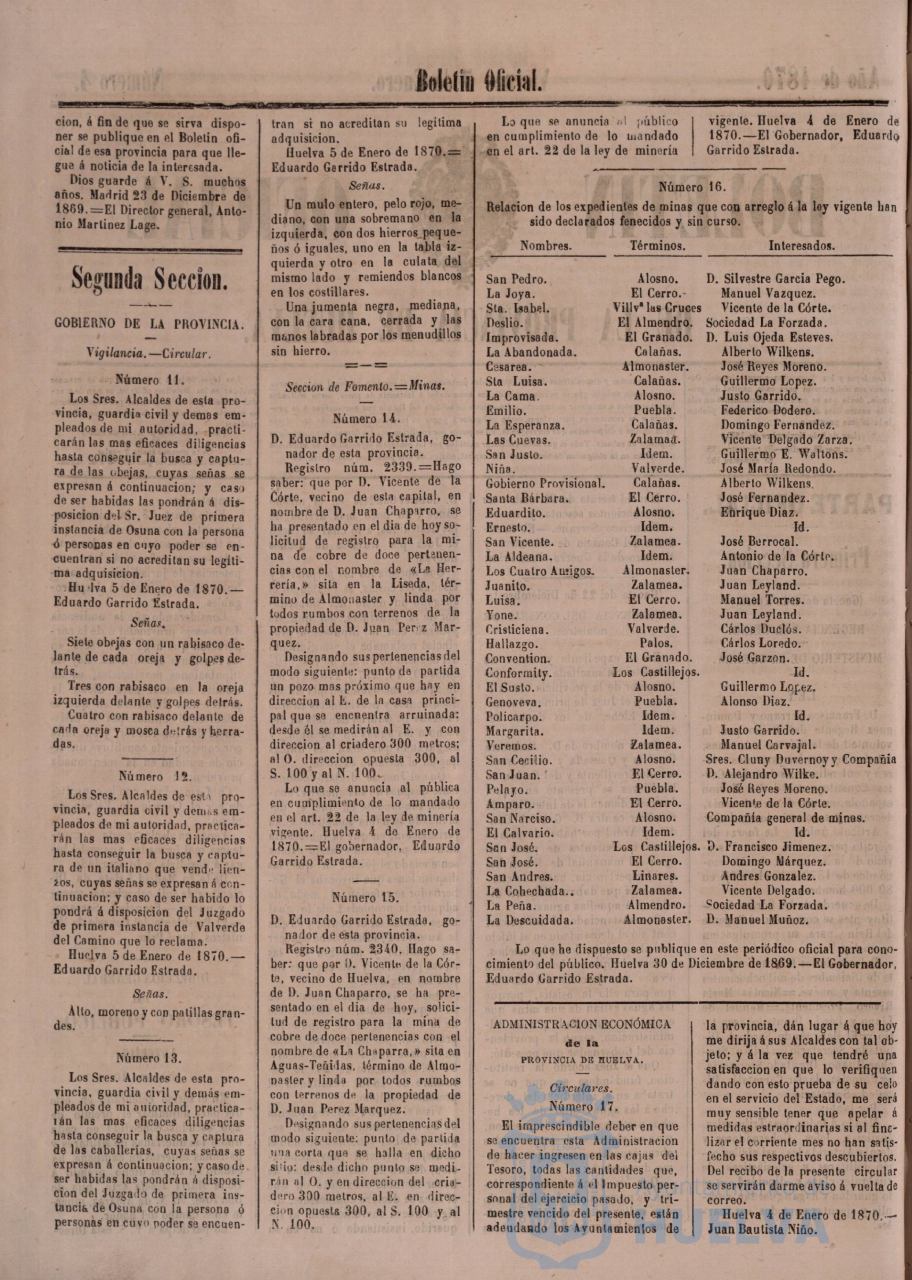 Boletin Oficial.
cion, á fin de que se sirva dispo-
ner se publique en el Boletin ofi-
cial de esa provincia para que lle-
gue á noticia de la interesada.
Dios guarde á V. S. muchos
años. Madrid 23 de Diciembre de
1869.=El Director general, Anto-
nio Martinez Lage.
Segunda Seccion.
GOBIERNO DE LA PROVINCIA.
Vigilancia.—Circular.
Número 11.
Los Sres. Alcaldes de esta pro-
vincia, guardia civil y demas em-
pleados de mi autoridad, practi-
carán las mas eficaces diligencias
hasta conseguir la busca y captu-
ra de las obejas, cuyas señas se
expresan á continuacion; y caso
de ser habidas las pondrán á dis-
posicion del Sr. Juez de primera
instancia de Osuna con la persona
ó personas en cuyo poder se en-
cuentran si no acreditan su legíti-
ma adquisicion.
Huelva 5 de Enero de 1870.—
Eduardo Garrido Estrada.
Señas.
Siete obejas con un rabisaco de-
lante de cada oreja y golpes de-
trás.
Tres con rabisaco en la oreja
izquierda delante y golpes detrás.
Cuatro con rabisaco delante de
cada oreja y mosca detrás y herra-
das.
Número 12.
Los Sres. Alcaldes de esta pro-
vincia, guardia civil y demás em-
pleados de mi autoridad, practica-
rán las mas eficaces diligencias
hasta conseguir la busca y captu-
ra de un italiano que vende lien-
zos, cuyas señas se expresan á con-
tinuacion; y caso de ser habido lo
pondrá á disposicion del Juzgado
de primera instancia de Valverde
del Camino que lo reclama.
Huelva 5 de Enero de 1870—
Eduardo Garrido Estrada.
Señas.
Alto, moreno y con patillas gran-
des.
Número 13.
Los Sres. Alcaldes de esta pro-
vincia, guardia civil y demás em-
pleados de mi autoridad, practica-
rán las mas eficaces diligencias
hasta conseguir la busca y captura
de las caballerias, cuyas señas se
expresan á continuacion; y caso de
ser habidas las pondrán á disposi-
cion del Juzgado de primera ins-
tancia de Osuna con la persona ó
personas en cuyo poder se encuen-
tran si no acreditan su legítima
adquisicion.
Huelva 5 de Enero de 1870.=
Eduardo Gerrido Estrada.
Señas.
Un mulo entero, pelo rojo, me-
diano, con una sobremano en la
izquierda, con dos hierros peque-
ños ó iguales, uno en la tabla iz-
quierda y otro en la culata del
mismo lado y remiendos blancos
en los costillares.
Una jumenta negra, mediana,
con la cara cana, cerrada y las
manos labradas por los menudillos
sin hierro.
Seccion de Fomento.=Minas.
Número 14.
D. Eduardo Garrido Estrada, go-
nador de esta provincia.
Registro núm. 2339.=Hago
saber: que por D. Vicente de la
Córte, vecino de esta capital, en
nombre de D. Juan Chaparro, se
ha presentado en el dia de hoy so-
licitud de registro para la mi-
na de cobre de doce pertenen-
cias con el nombre de «La Her-
rería,» sita en la Liseda, tér-
mino de Almonaster y linda por
todos rumbos con terrenos de la
propiedad de D. Juan Perez Mar-
quez.
Designando sus pertenencias del
modo siguiente: punto de partida
un pozo mas próximo que hay en
direccion al E. de la casa princi-
pal que se encuentra arruinada:
desde él se medirán al E. y con
direccion al criadero 300 metros;
al O. direccion opuesta 300, al
S. 100 y al N. 100.
Lo que se anuncia al pública
en cumplimiento de lo mandado
en el art. 22 de la ley de minería
vigente. Huelva 4 de Enero de
1870.=El gobernador, Eduardo
Garrido Estrada.
Número 15.
D. Eduardo Garrido Estrada, go-
nador de esta provincia.
Registro núm. 2340, Hago sa-
ber: que por D. Vicente de la Cór-
te, vecino de Huelva, en nombre
de D. Juan Chaparro, se ha pre-
sentado en el dia de hoy, solici-
tud de registro para la mina de
cobre de doce pertenencias con el
nombre de «La Chaparra,» sita en
Aguas-Teñidas, término de Almo-
naster y linda por todos rumbos
con terrenos de la propiedad de
D. Juan Perez Marquez.
Designando sus pertenencias del
modo siguiente: punto de partida
una corta que se halla en dicho
sitio: desde dicho punto se medi-
rán al O. y en direccion del cria-
dero 300 metros, al E. en direc-
cion opuesta 300, al S. 100 y al
N. 100.
Lo que se anuncia al público
en cumplimiento de lo mandado
en el art. 22 de la ley de minería
vigente. Huelva 4 de Enero de
1870.—El Gobernador, Eduardo
Garrido Estrada.
Número 16.
Relacion de los expedientes de minas que con arreglo á la ley vigente han
sido declarados fenecidos y sin curso.
Nombres. Términos. Interesados.
San Pedro. Alosno. D. Silvestre Garcia Pego.
La Joya. El Cerro. Manuel Vazquez.
Sta. Isabel. Villvª las Cruces Vicente de la Córte.
Deslio. El Almendro. Sociedad La Forzada.
Improvisada. El Granado. D. Luis Ojeda Esteves.
La Abandonada. Calañas. Alberto Wilkens.
Cesarea. Almonaster. José Reyes Moreno.
Sta Luisa. Calañas. Guillermo Lopez.
La Cama. Alosno. Justo Garrido.
Emilio. Puebla. Federico Dodero.
La Esperanza. Calañas. Domingo Fernandez.
Las Cuevas. Zalamea. Vicente Delgado Zarza.
San Justo. Idem. Guillermo E. Waltons.
Niña. Valverde. José María Redondo.
Gobierno Provisional. Calañas. Alberto Wilkens.
Santa Bárbara. El Cerro. José Fernandez.
Eduardito. Alosno. Enrique Diaz.
Ernesto. Idem. Id.
San Vicente. Zalamea. José Berrocal.
La Aldeana. Idem. Antonio de la Córte.
Los Cuatro Amigos. Almonaster. Juan Chaparro.
Juanito. Zalamea. Juan Leyland.
Luisa. El Cerro. Manuel Torres.
Yone. Zalamea. Juan Leyland.
Cristiciena. Valverde. Cárlos Duclós.
Hallazgo. Palos. Cárlos Loredo.
Convention. El Granado. José Garzon.
Conformity. Los Castillejos. Id.
El Susto. Alosno. Guillermo Lopez.
Genoveva. Puebla. Alonso Diaz.
Policarpo. Idem. Id.
Margarita. Idem. Justo Garrido.
Veremos. Zalamea. Manuel Carvajal.
San Cecilio. Alosno. Sres. Cluny Duvernoy y Compañia
San Juan. El Cerro. D. Alejandro Wilke.
Pelayo. Puebla. José Reyes Moreno.
Amparo. El Cerro. Vicente de la Córte.
San Narciso. Alosno. Compañía general de minas.
El Calvario. Idem. Id.
San José. Los Castillejos. D. Francisco Jimenez.
San José. El Cerro. Domingo Márquez.
San Andres. Linares. Andres Gonzalez.
La Cohechada. Zalamea. Vicente Delgado.
La Peña. Almendro. Sociedad La Forzada.
La Descuidada. Almonaster. D. Manuel Muñoz.
Lo que he dispuesto se publique en este periódico oficial para cono-
cimiento del público. Huelva 30 de Diciembre de 1869.—El Gobernador,
Eduardo Garrido Estrada.
ADMINISTRACION ECONÓMICA
de la
PROVINCIA DE HUELVA.
Circulares.
Número 17.
El imprescindible deber en que
se encuentra esta Administracion
de hacer ingresen en las cajas del
Tesoro, todas las cantidades que,
correspondiente á el Impuesto per-
sonal del ejercicio pasado, y tri-
mestre vencido del presente, están
adendando los Ayuntamientos de
la provincia, dán lugar á que hoy
me dirija á sus Alcaldes con tal ob-
jeto; y á la vez que tendré una
satisfaccion en que lo verifiquen
dando con esto prueba de su celo
en el servicio del Estado, me será
muy sensible tener que apelar á
medidas estraordinarias si al fina-
lizar el corriente mes no han satis-
fecho sus respectivos descubiertos.
Del recibo de la presente circular
se servirán darme aviso á vuelta de
correo.
Huelva 4 de Enero de 1870.—
Juan Bautista Niño.
HUELVA